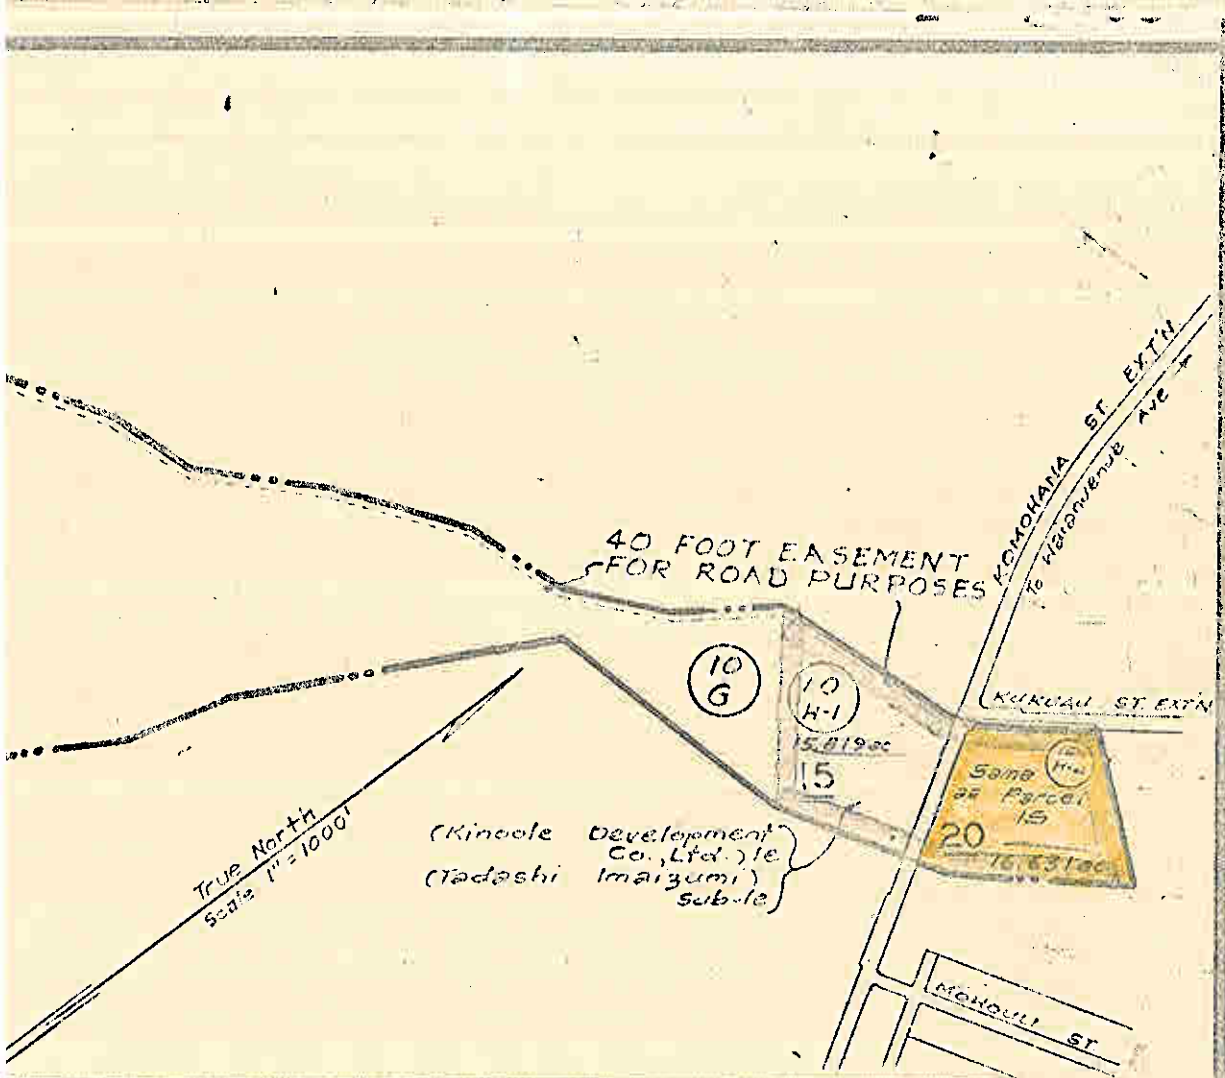 KOMOHANA ST. EXT'N
To Waianuenue Ave
40 FOOT EASEMENT
FOR ROAD PURPOSES
10
G
10
H-1
15.819 ac
15
KUKUAU ST. EXT'N
Same
as Parcel
15
20
16.631 ac
(Kinoole Development
Co., Ltd.) le
(Tadashi Imaizumi)
Sub-le
True North
Scale 1"=1000'
MOHOULI ST.